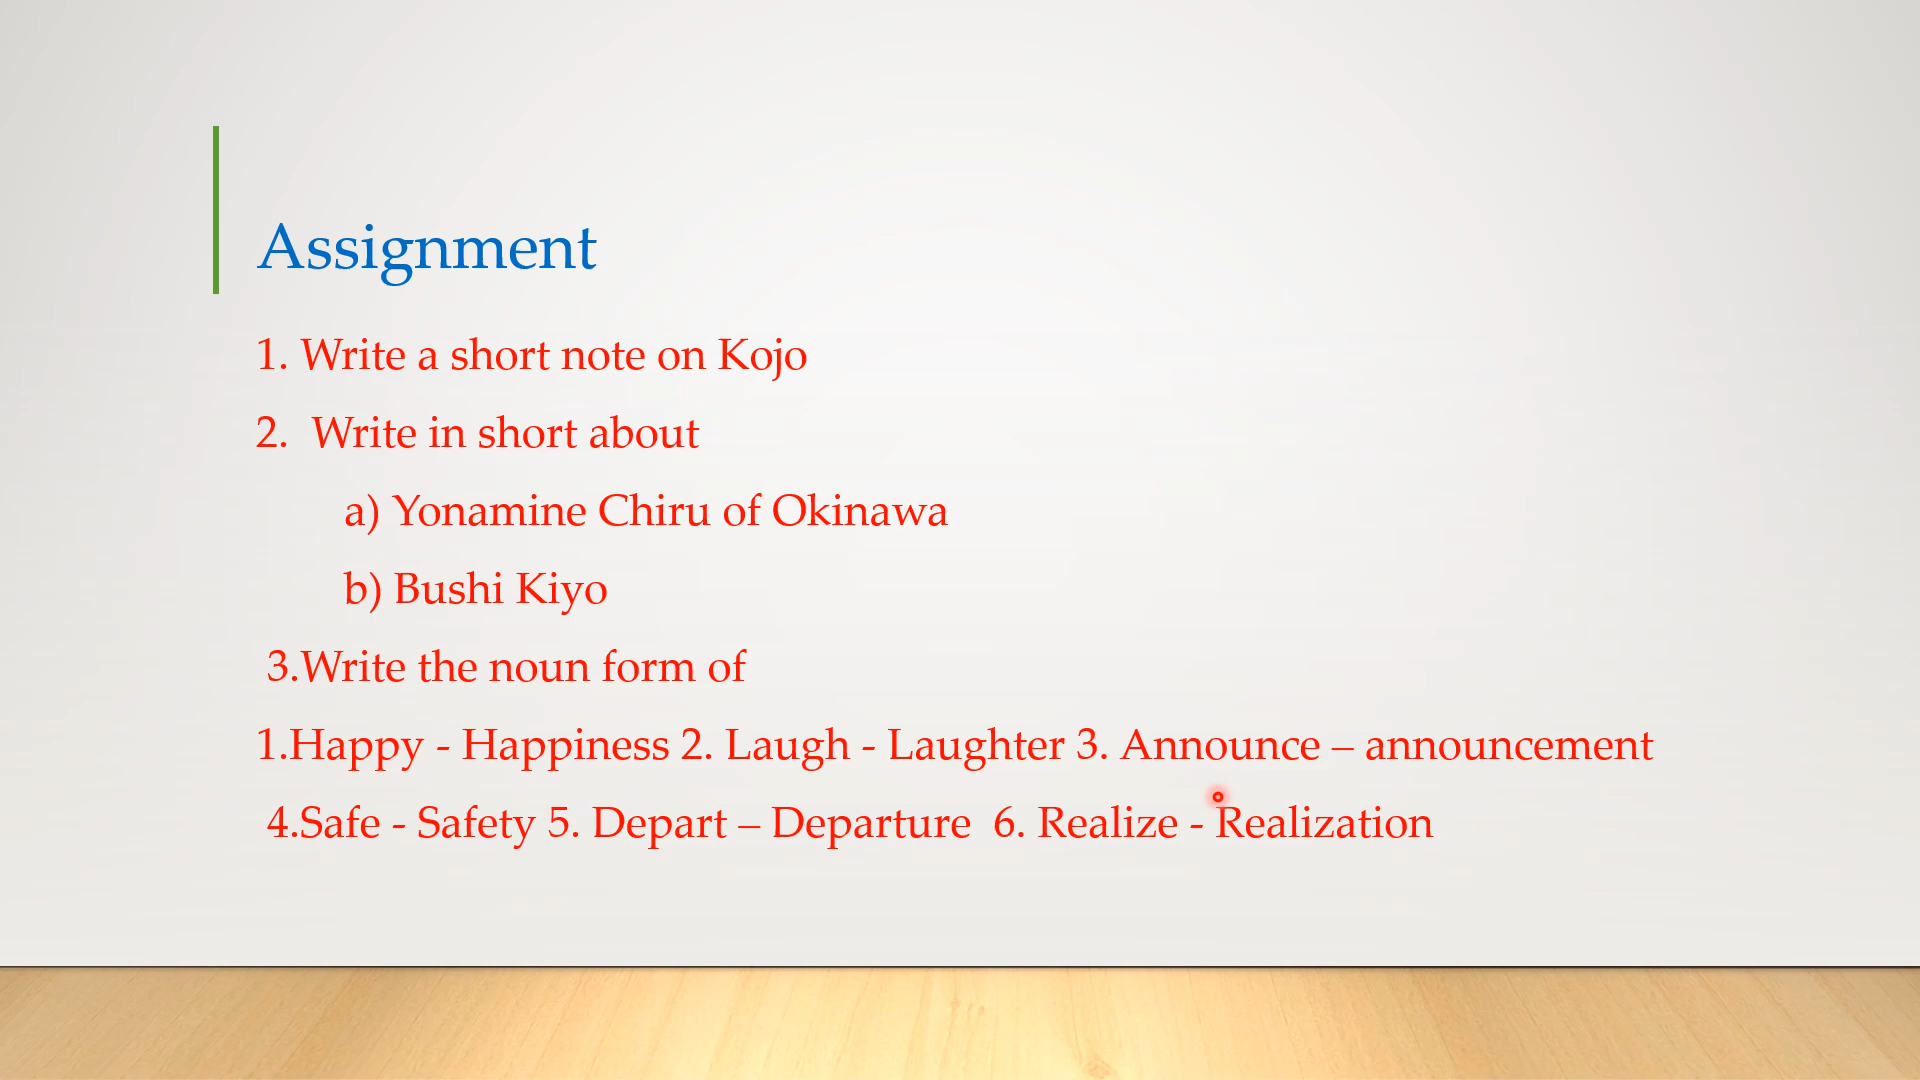 Assignment
1. Write a short note on Kojo
2. Write in short about
a) Yonamine Chiru of Okinawa
b) Bushi Kiyo
3.Write the noun form of
1.Happy - Happiness 2. Laugh - Laughter 3. Announce – announcement
4.Safe - Safety 5. Depart – Departure 6. Realize - Realization